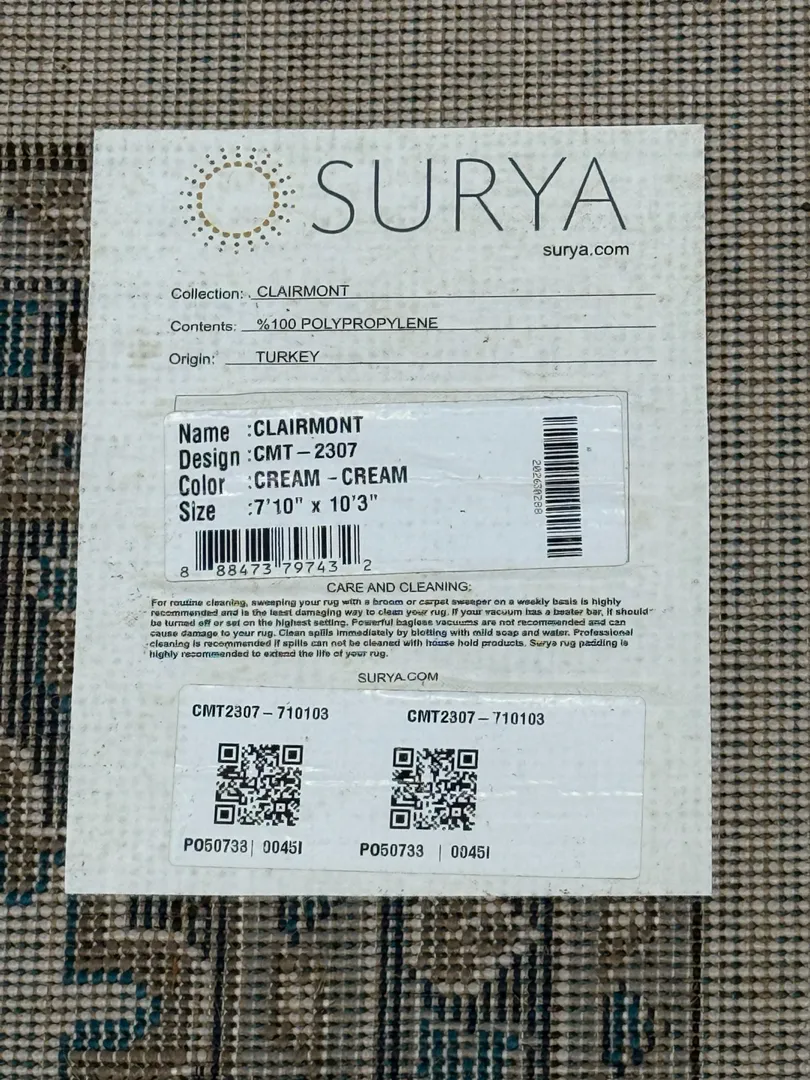 SURYA
surya.com
Collection: CLAIRMONT
Contents: %100 POLYPROPYLENE
Origin: TURKEY
Name :CLAIRMONT
Design :CMT-2307
Color :CREAM - CREAM
Size :7'10" x 10'3"
202630288
8 88473 79743 2
CARE AND CLEANING:
For routine cleaning, sweeping your rug with a broom or carpet sweeper on a weekly basis is highly
recommended and is the least damaging way to clean your rug. If your vacuum has a beater bar, it should
be turned off or set on the highest setting. Powerful bagless vacuums are not recommended and can
cause damage to your rug. Clean spills immediately by blotting with mild soap and water. Professional
cleaning is recommended if spills can not be cleaned with house hold products. Surya rug padding is
highly recommended to extend the life of your rug.
SURYA.COM
CMT2307-710103 CMT2307-710103
PO50733| 0045I PO50733 | 0045I